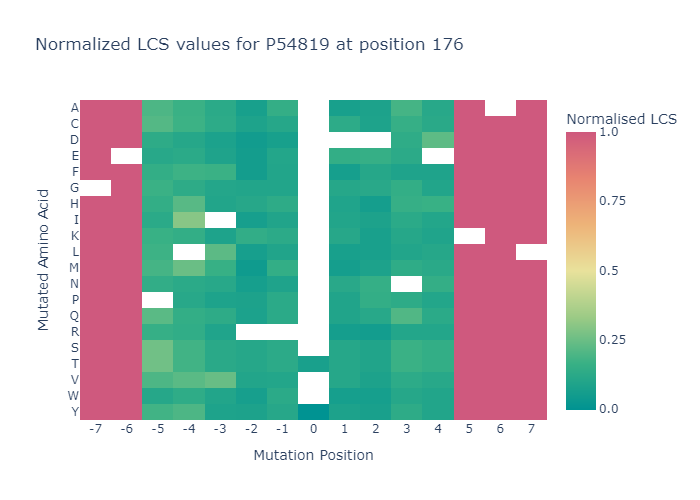 Normalized LCS values for P54819 at position 176
Normalised LCS
Mutated Amino Acid
A
C
D
E
F
G
H
I
K
L
M
N
P
Q
R
S
T
V
W
Y
-7 -6 -5 -4 -3 -2 -1 0 1 2 3 4 5 6 7
Mutation Position
1.0
0.75
0.5
0.25
0.0